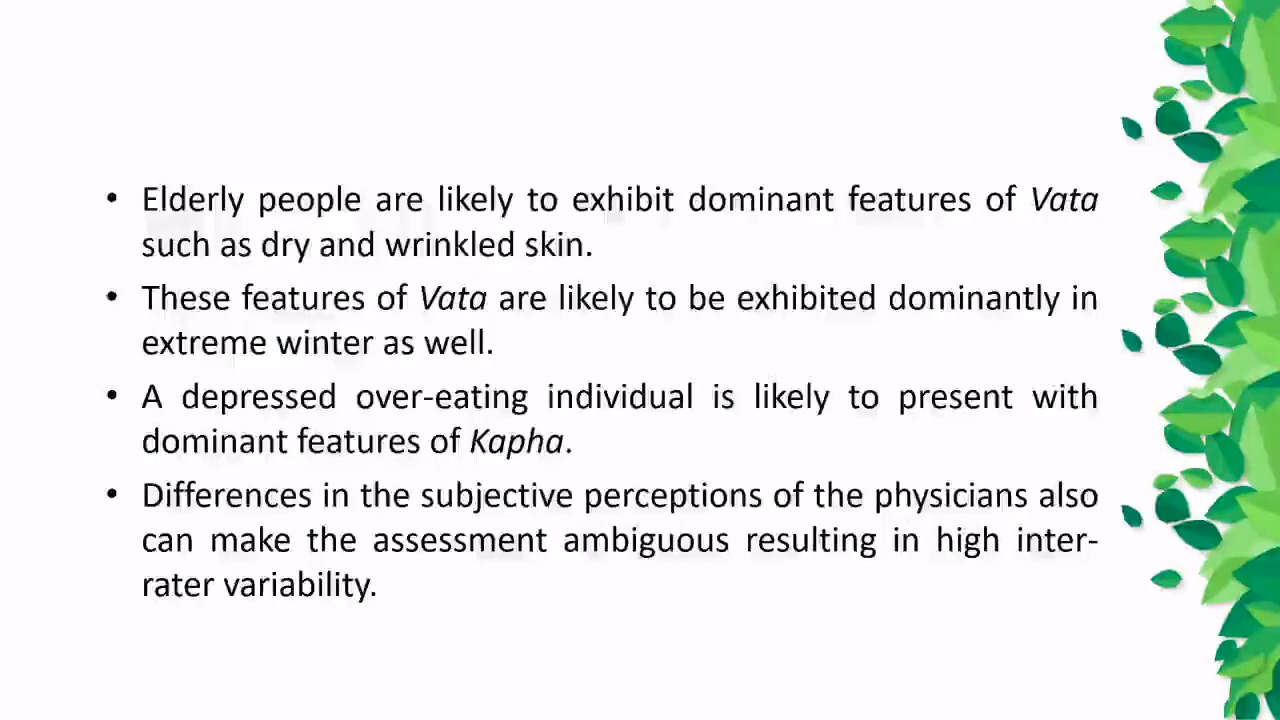 • Elderly people are likely to exhibit dominant features of Vata
such as dry and wrinkled skin.
• These features of Vata are likely to be exhibited dominantly in
extreme winter as well.
• A depressed over-eating individual is likely to present with
dominant features of Kapha.
• Differences in the subjective perceptions of the physicians also
can make the assessment ambiguous resulting in high inter-
rater variability.